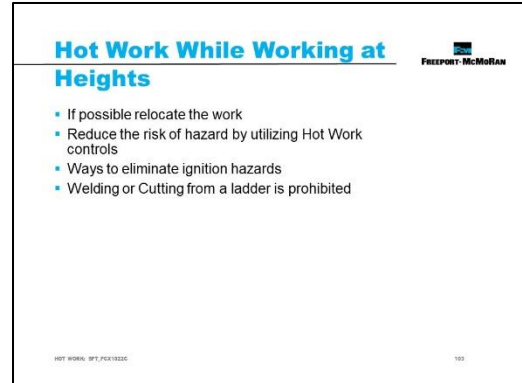 Hot Work While Working at
Heights
FCX
FREEPORT-McMoRAN
If possible relocate the work
Reduce the risk of hazard by utilizing Hot Work
controls
Ways to eliminate ignition hazards
Welding or Cutting from a ladder is prohibited
HOT WORK: SFT_FCX1022C
103